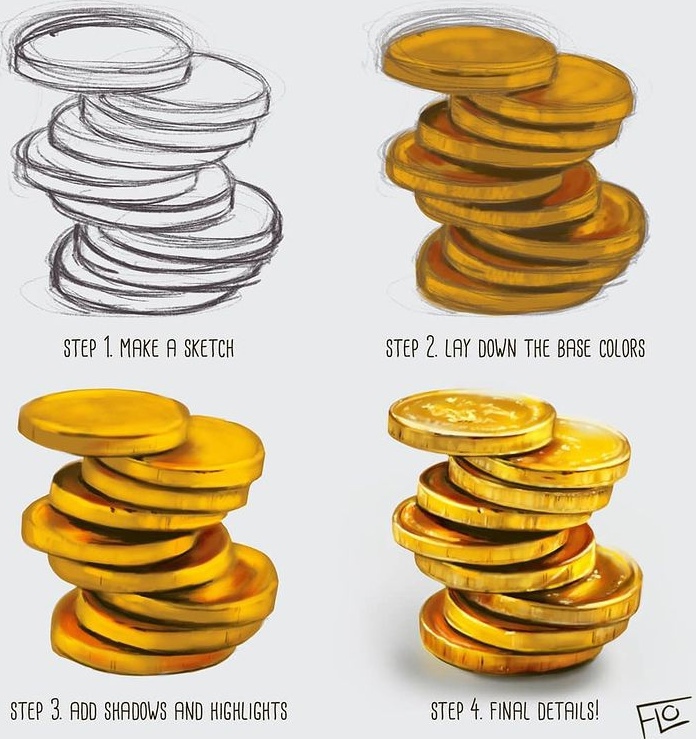 STEP 1. MAKE A SKETCH
STEP 2. LAY DOWN THE BASE COLORS
STEP 3. ADD SHADOWS AND HIGHLIGHTS
STEP 4. FINAL DETAILS!
FLO